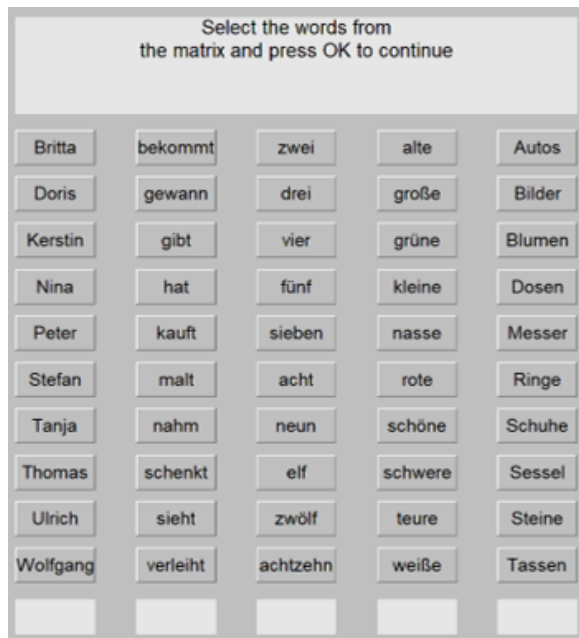 Select the words from
the matrix and press OK to continue
Britta bekommt zwei alte Autos
Doris gewann drei große Bilder
Kerstin gibt vier grüne Blumen
Nina hat fünf kleine Dosen
Peter kauft sieben nasse Messer
Stefan malt acht rote Ringe
Tanja nahm neun schöne Schuhe
Thomas schenkt elf schwere Sessel
Ulrich sieht zwölf teure Steine
Wolfgang verleiht achtzehn weiße Tassen